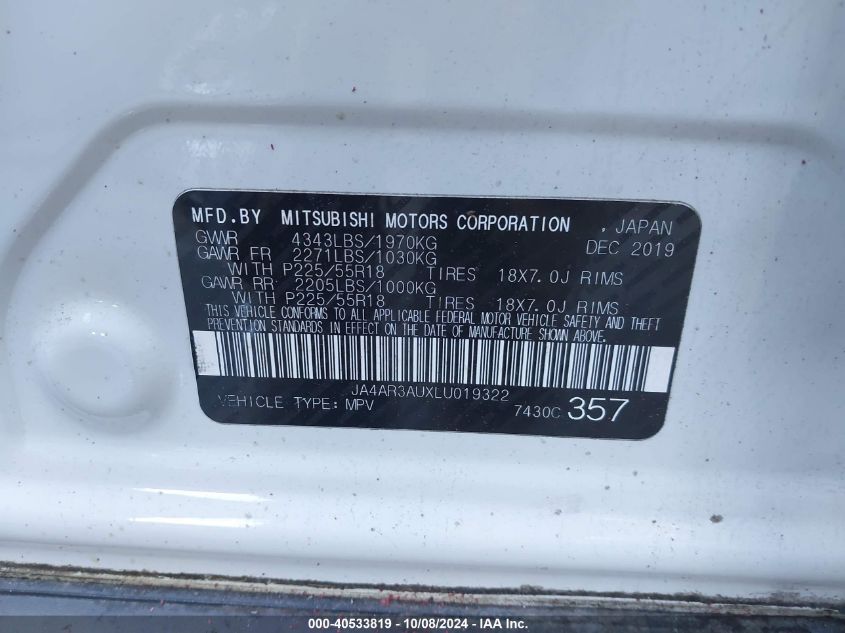 MFD.BY MITSUBISHI MOTORS CORPORATION , JAPAN
GVWR 4343LBS/1970KG DEC 2019
GAWR FR 2271LBS/1030KG
WITH P225/55R18 TIRES 18X7.0J RIMS
GAWR RR 2205LBS/1000KG
WITH P225/55R18 TIRES 18X7.0J RIMS
THIS VEHICLE CONFORMS TO ALL APPLICABLE FEDERAL MOTOR VEHICLE SAFETY AND THEFT
PREVENTION STANDARDS IN EFFECT ON THE DATE OF MANUFACTURE SHOWN ABOVE.
JA4AR3AUXLU019322
VEHICLE TYPE: MPV 7430C 357
000-40533819 - 10/08/2024 - © Copyright 2024 IAA, LLC.